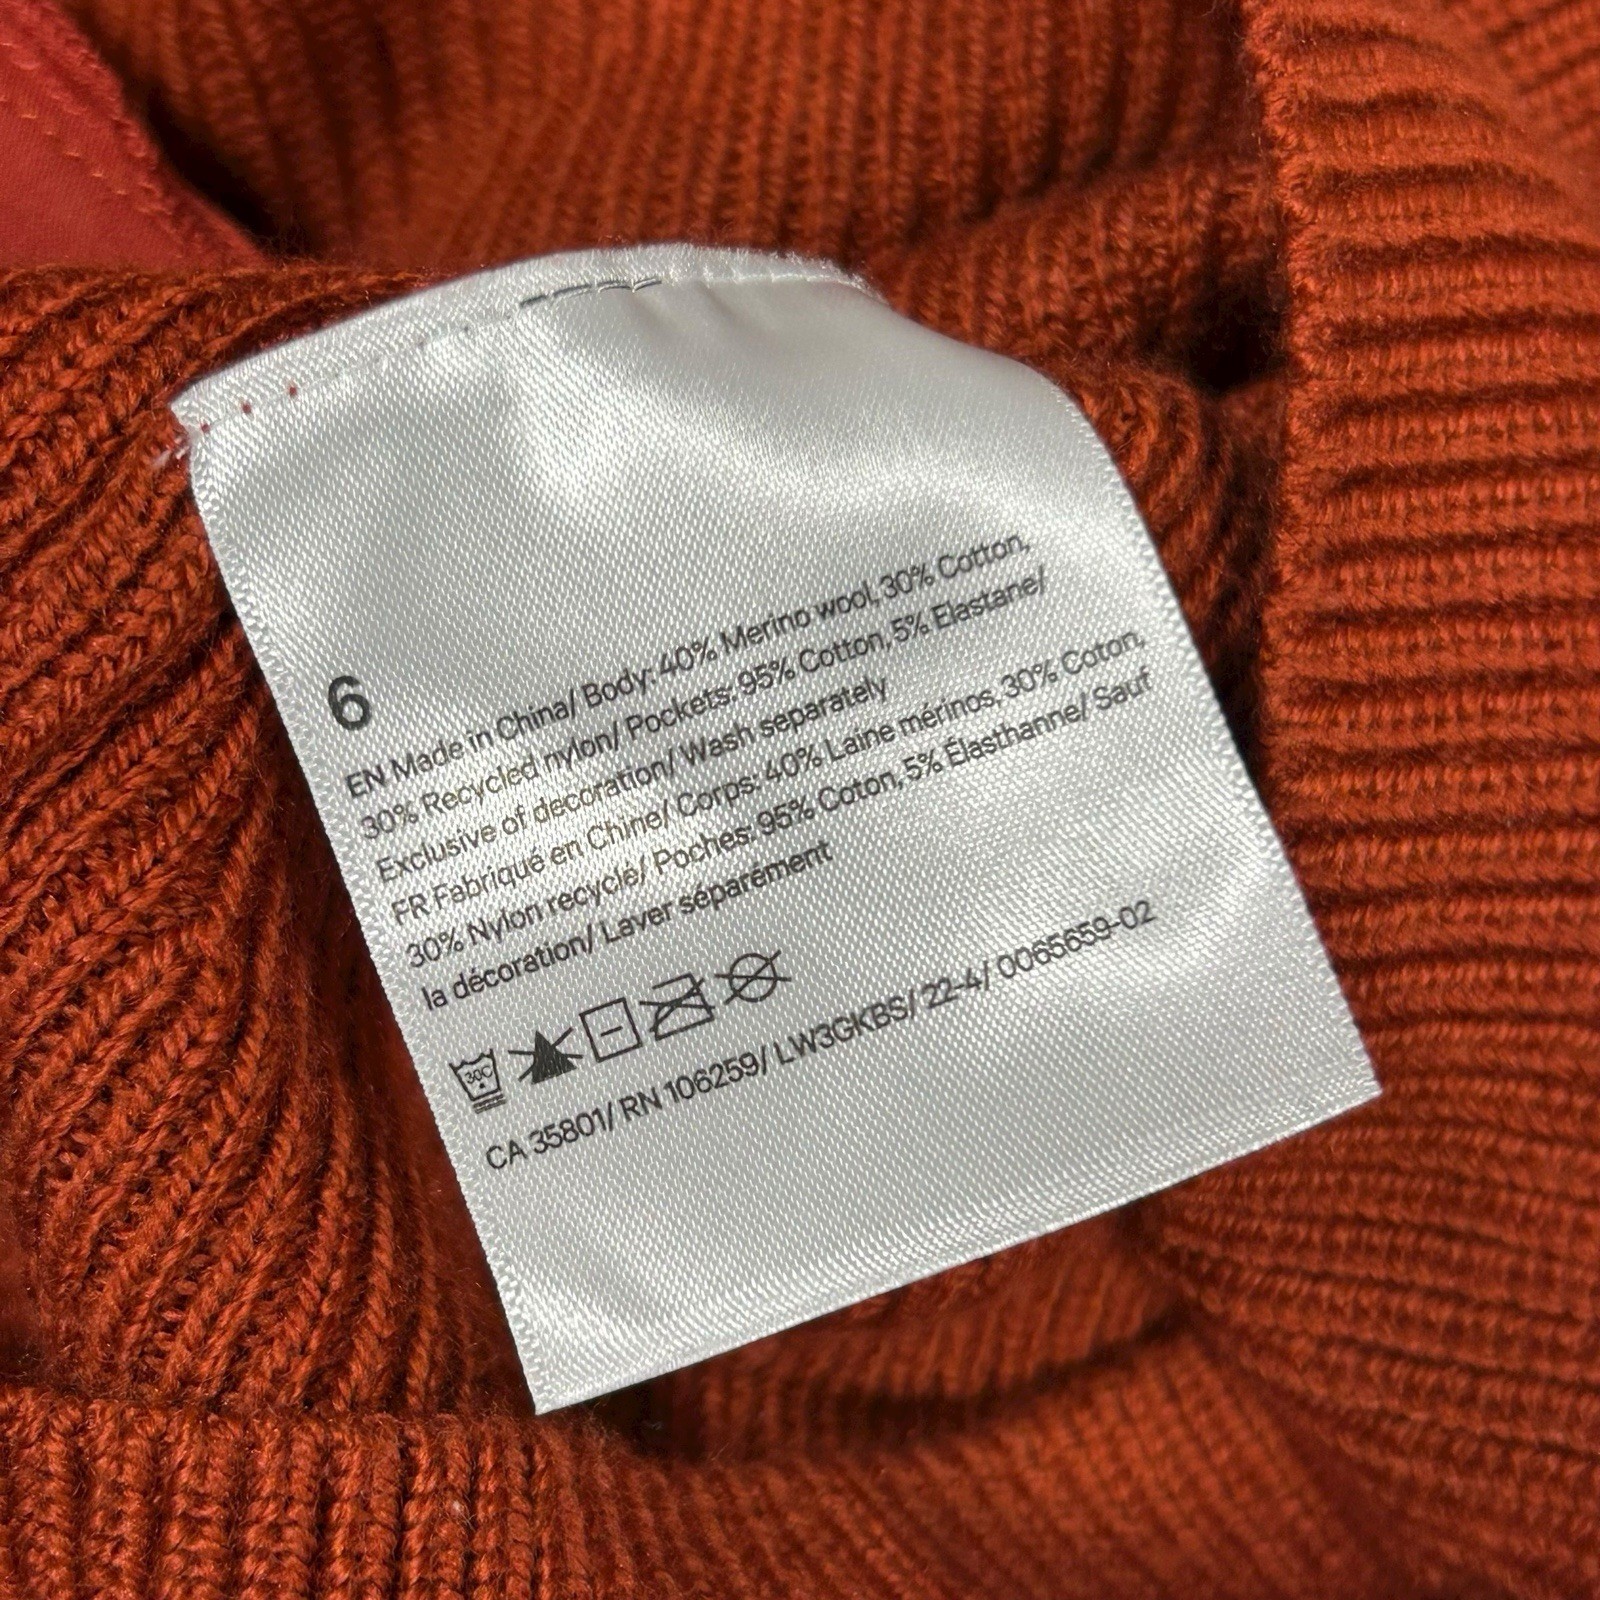 6
EN Made in China/ Body: 40% Merino wool, 30% Cotton,
30% Recycled nylon/ Pockets: 95% Cotton, 5% Elastane/
Exclusive of decoration/ Wash separately
FR Fabriqué en Chine/ Corps: 40% Laine mérinos, 30% Coton,
30% Nylon recyclé/ Poches: 95% Coton, 5% Élasthanne/ Sauf
la décoration/ Laver séparément
30C
CA 35801/ RN 106259/ LW3GKBS/ 22-4/ 0065659-02